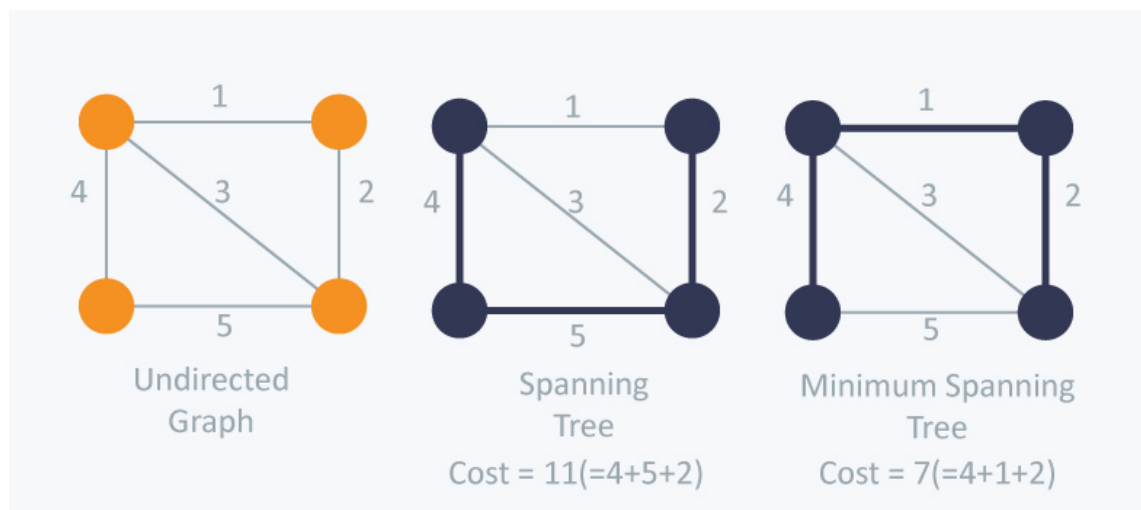 1
4
3
2
5
Undirected
Graph
1
4
3
2
5
Spanning
Tree
Cost = 11(=4+5+2)
1
4
3
2
5
Minimum Spanning
Tree
Cost = 7(=4+1+2)